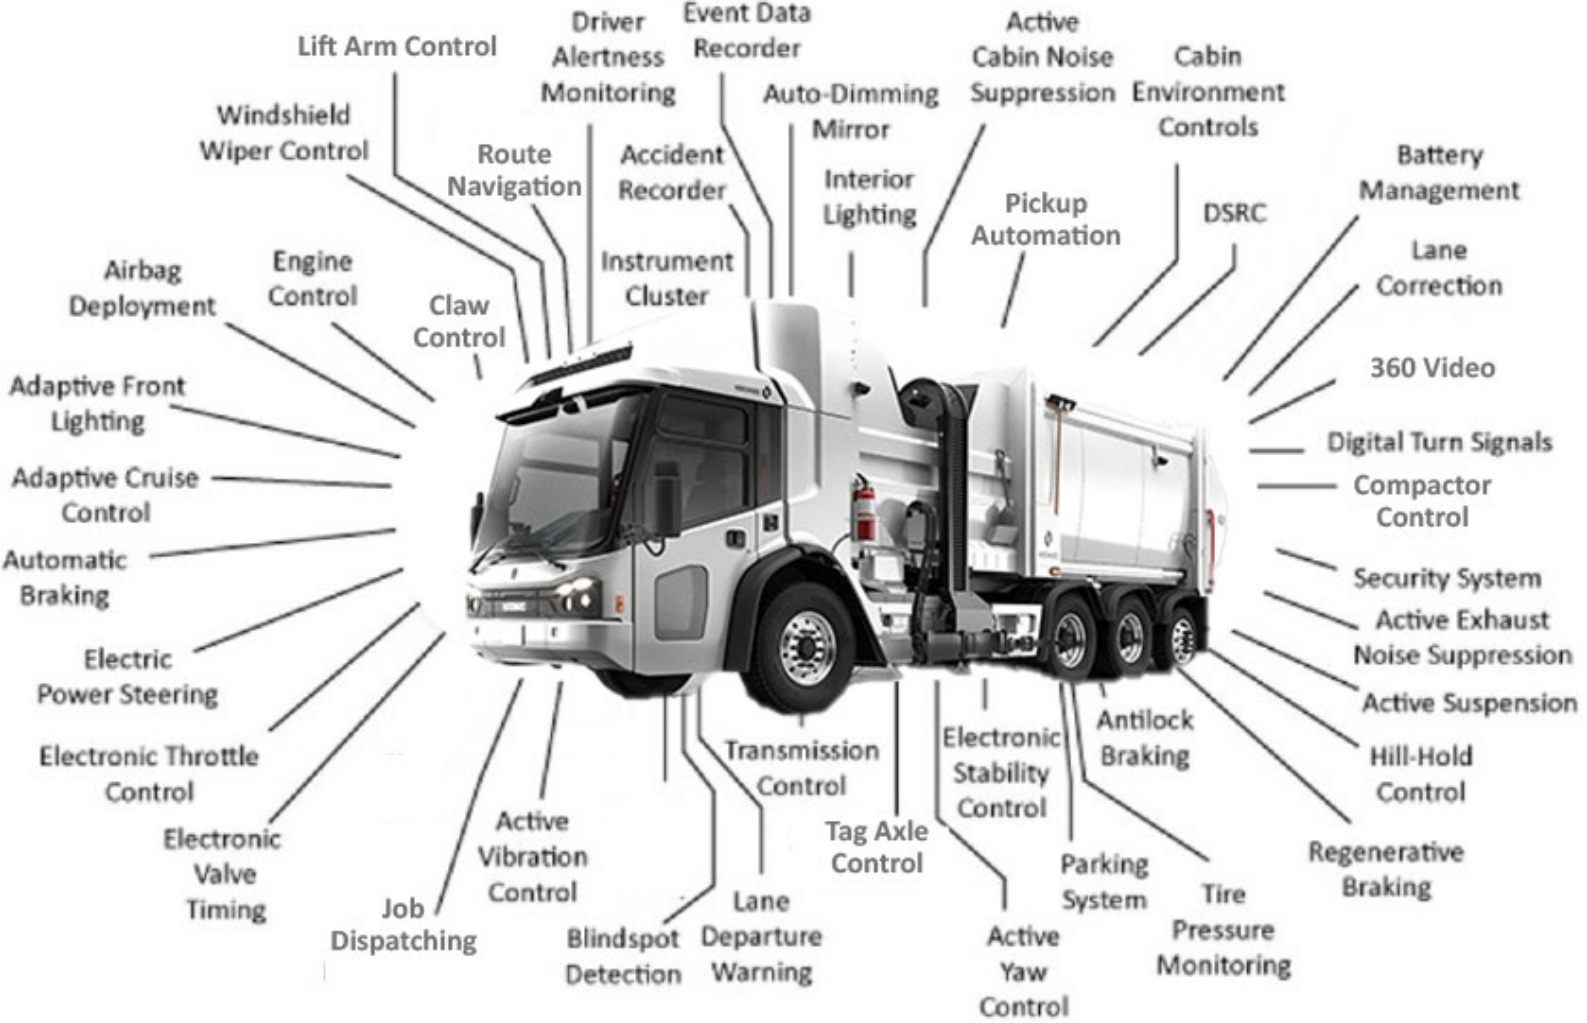 Lift Arm Control
Driver
Alertness
Monitoring
Event Data
Recorder
Active
Cabin Noise
Suppression
Cabin
Environment
Controls
Windshield
Wiper Control
Route
Navigation
Accident
Recorder
Auto-Dimming
Mirror
Interior
Lighting
Pickup
Automation
DSRC
Battery
Management
Airbag
Deployment
Engine
Control
Claw
Control
Instrument
Cluster
Lane
Correction
Adaptive Front
Lighting
360 Video
Adaptive Cruise
Control
Digital Turn Signals
Compactor
Control
Automatic
Braking
Security System
Electric
Power Steering
Active Exhaust
Noise Suppression
Active Suspension
Electronic Throttle
Control
Transmission
Control
Electronic
Stability
Control
Antilock
Braking
Hill-Hold
Control
Electronic
Valve
Timing
Active
Vibration
Control
Tag Axle
Control
Parking
System
Regenerative
Braking
Job
Dispatching
Blindspot
Detection
Lane
Departure
Warning
Active
Yaw
Control
Tire
Pressure
Monitoring